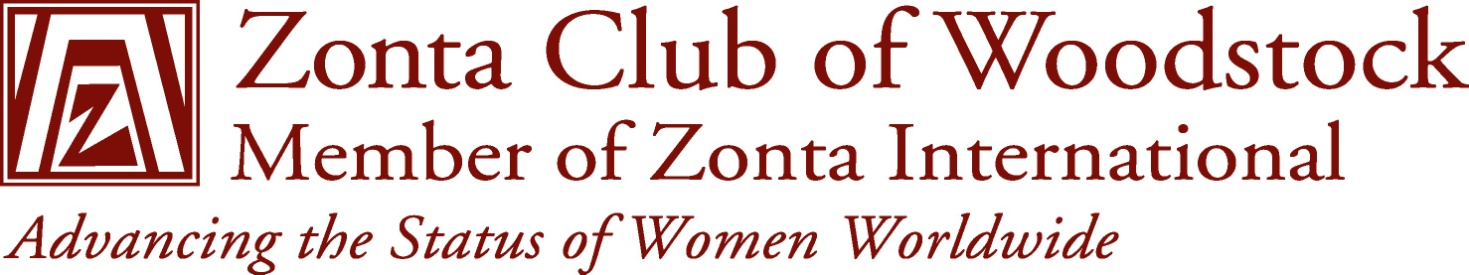 Zonta Club of Woodstock
Member of Zonta International
Advancing the Status of Women Worldwide